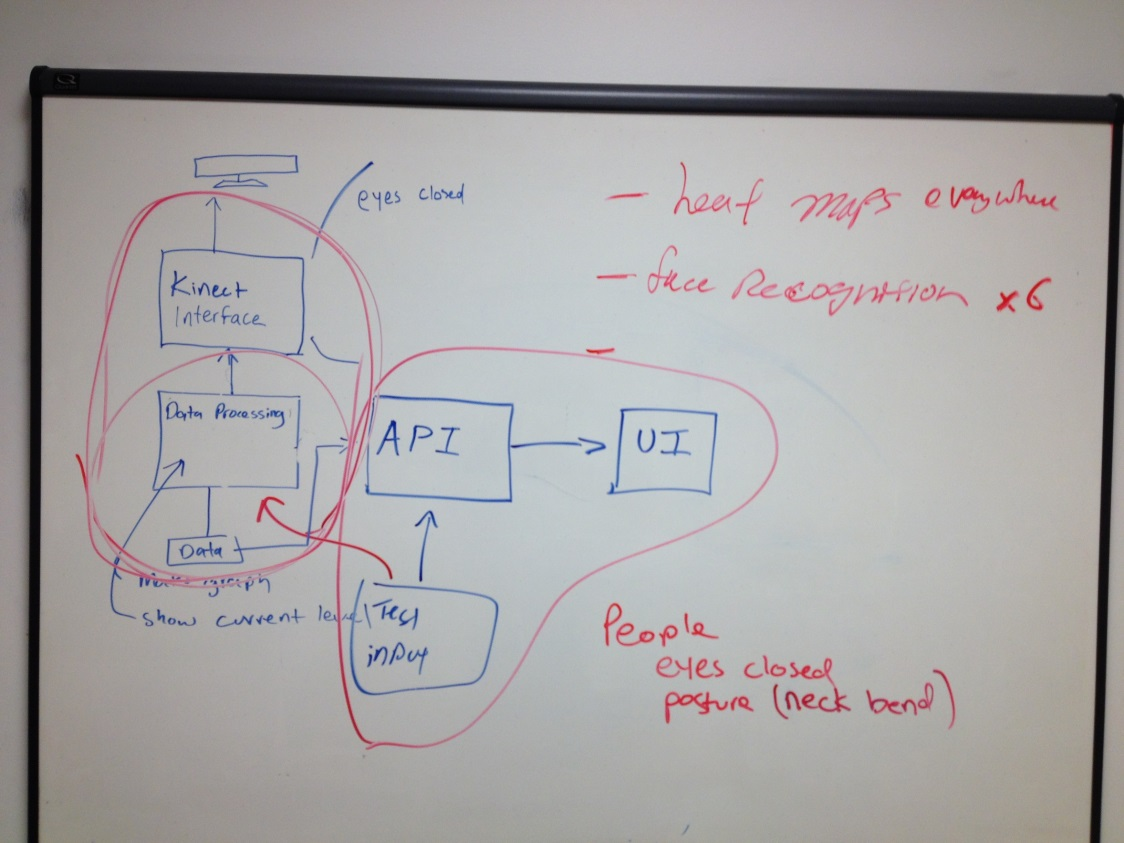 eyes closed
Kinect
Interface
Data Processing
Data
graph
show current level
API
UI
Test
input
- heat maps everywhere
- face Recognition x6
-
People
eyes closed
posture (neck bend)